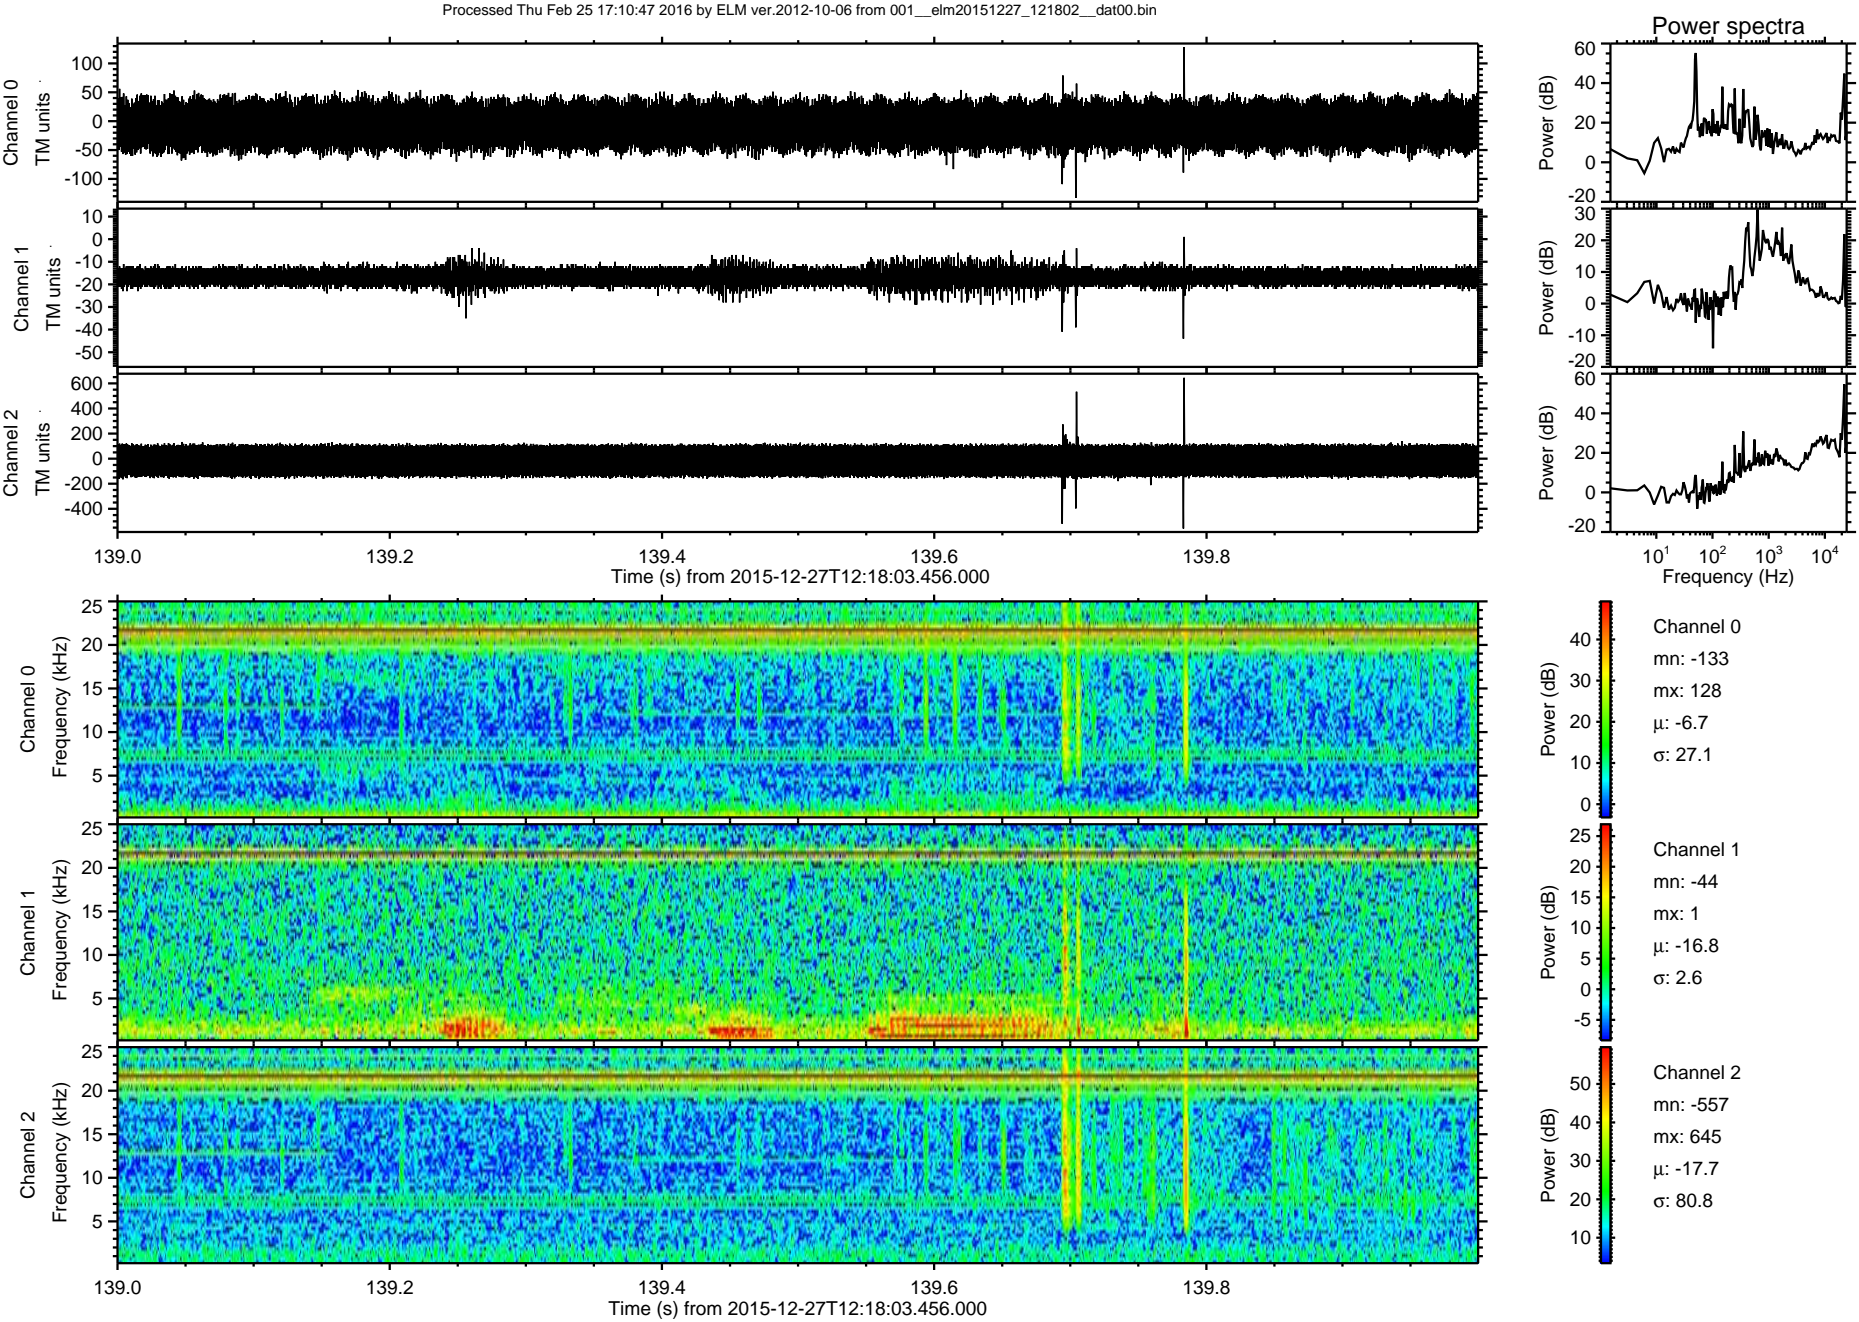 Processed Thu Feb 25 17:10:47 2016 by ELM ver.2012-10-06 from 001__elm20151227_121802__dat00.bin
Power spectra
Channel 0
TM units
100
50
0
-50
-100
Power (dB)
60
40
20
0
-20
Channel 1
TM units
10
0
-10
-20
-30
-40
-50
Power (dB)
30
20
10
0
-10
-20
Channel 2
TM units
600
400
200
0
-200
-400
Power (dB)
60
40
20
0
-20
139.0 139.2 139.4 139.6 139.8
Time (s) from 2015-12-27T12:18:03.456.000
10^1 10^2 10^3 10^4
Frequency (Hz)
Channel 0
Frequency (kHz)
25
20
15
10
5
Power (dB)
40
30
20
10
0
Channel 0
mn: -133
mx: 128
μ: -6.7
σ: 27.1
Channel 1
Frequency (kHz)
25
20
15
10
5
Power (dB)
25
20
15
10
5
0
-5
Channel 1
mn: -44
mx: 1
μ: -16.8
σ: 2.6
Channel 2
Frequency (kHz)
25
20
15
10
5
Power (dB)
50
40
30
20
10
Channel 2
mn: -557
mx: 645
μ: -17.7
σ: 80.8
139.0 139.2 139.4 139.6 139.8
Time (s) from 2015-12-27T12:18:03.456.000